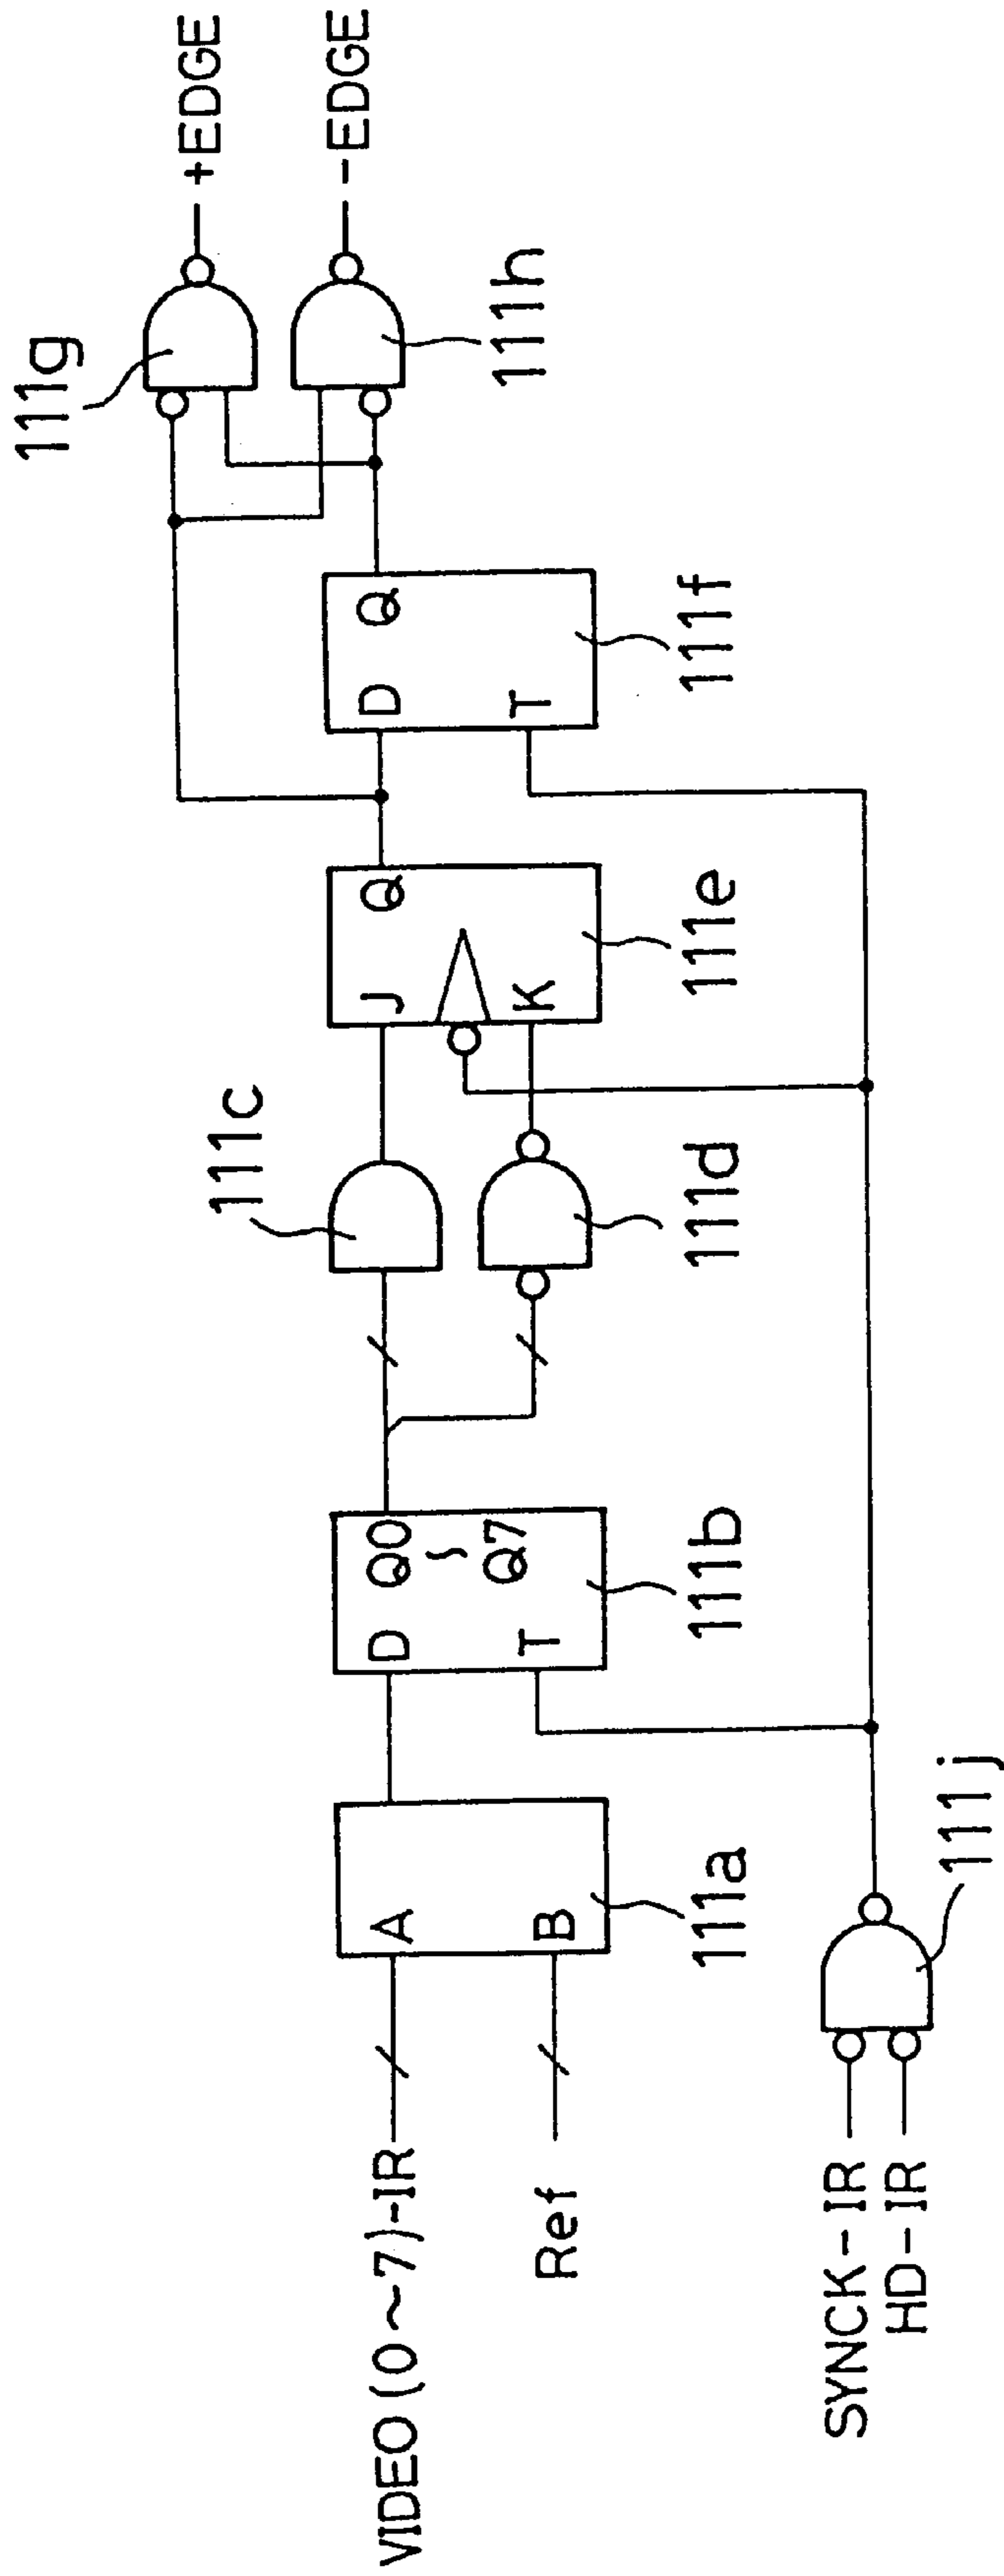 VIDEO (0~7)-IR
Ref
A
B
111a
D
Q0
~
Q7
T
111b
111c
111d
J
Q
K
111e
D
Q
T
111f
111g
111h
+EDGE
-EDGE
SYNCK-IR
HD-IR
111j